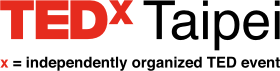 TEDx Taipei
x = independently organized TED event